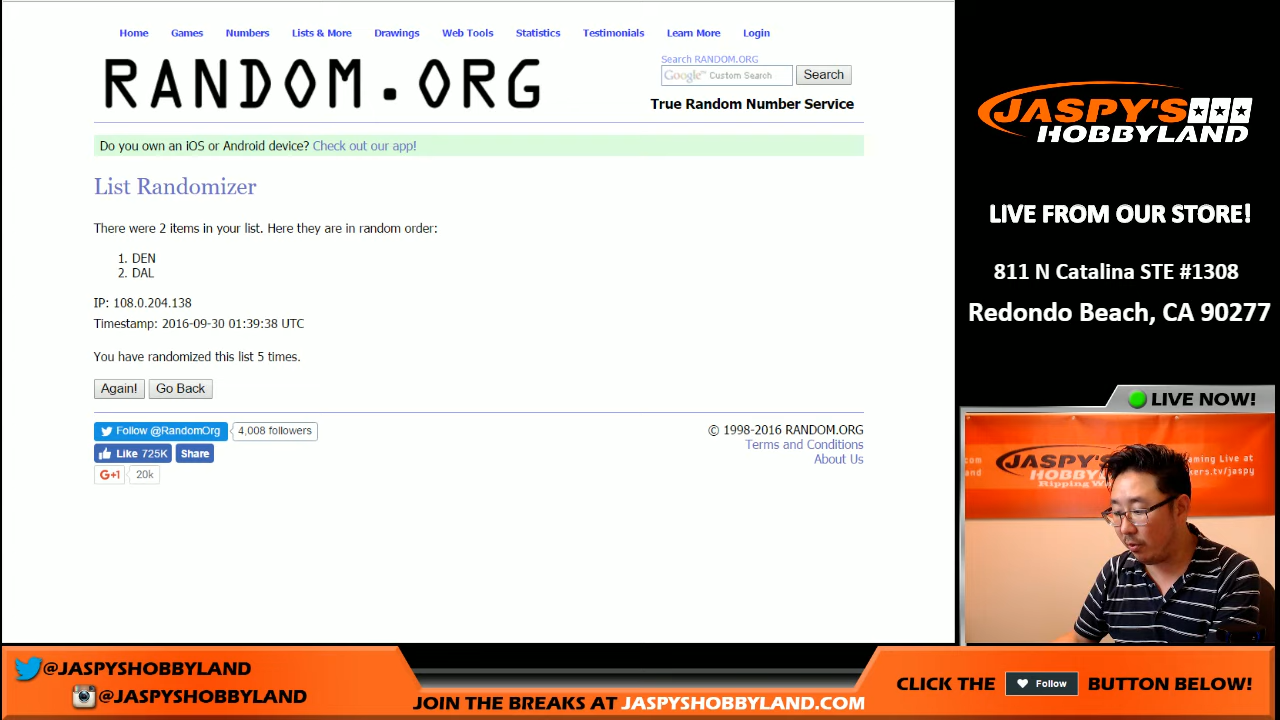 Home Games Numbers Lists & More Drawings Web Tools Statistics Testimonials Learn More Login
RANDOM.ORG
Search RANDOM.ORG
Google™ Custom Search
Search
True Random Number Service
Do you own an iOS or Android device? Check out our app!
List Randomizer
There were 2 items in your list. Here they are in random order:
1. DEN
2. DAL
IP: 108.0.204.138
Timestamp: 2016-09-30 01:39:38 UTC
You have randomized this list 5 times.
Again! Go Back
Follow @RandomOrg 4,008 followers
Like 725K Share
G+1 20k
© 1998-2016 RANDOM.ORG
Terms and Conditions
About Us
JASPY'S
HOBBYLAND
LIVE FROM OUR STORE!
811 N Catalina STE #1308
Redondo Beach, CA 90277
LIVE NOW!
JASPY'S
HOBBYLAND
Ripping
Live at
@JASPYSHOBBYLAND
@JASPYSHOBBYLAND
JOIN THE BREAKS AT JASPYSHOBBYLAND.COM
CLICK THE Follow BUTTON BELOW!